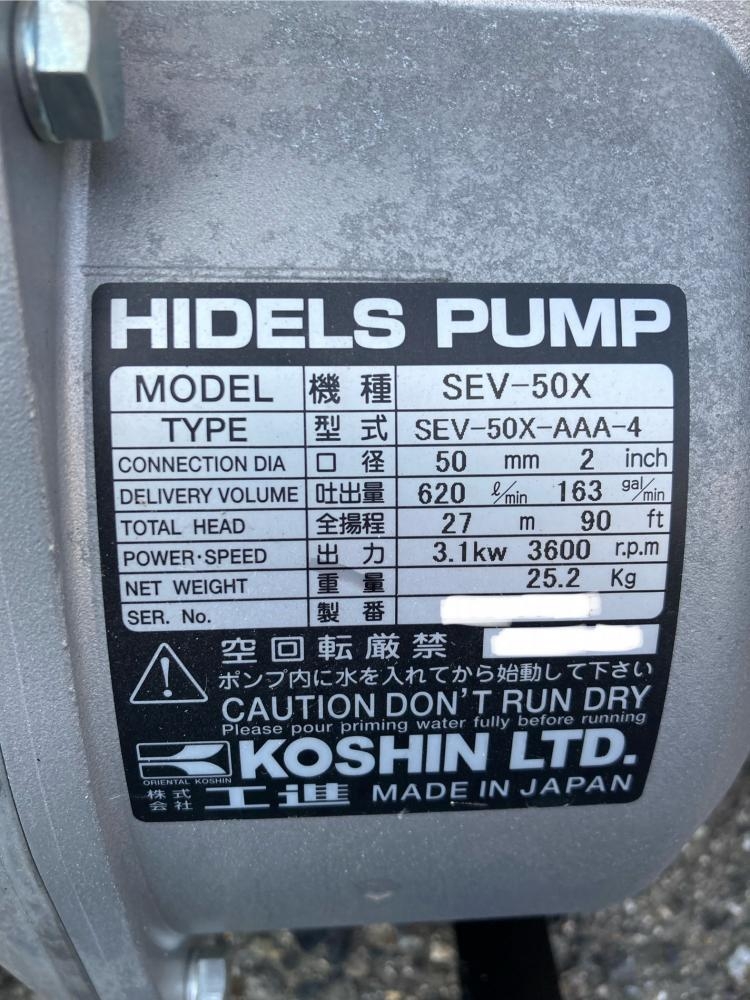 HIDELS PUMP
MODEL 機種 SEV-50X
TYPE 型式 SEV-50X-AAA-4
CONNECTION DIA 口径 50 mm 2 inch
DELIVERY VOLUME 吐出量 620 ℓ/min 163 gal/min
TOTAL HEAD 全揚程 27 m 90 ft
POWER・SPEED 出力 3.1kw 3600 r.p.m
NET WEIGHT 重量 25.2 Kg
SER. No. 製番
空回転厳禁
ポンプ内に水を入れてから始動して下さい
CAUTION DON'T RUN DRY
Please pour priming water fully before running
ORIENTAL KOSHIN
KOSHIN LTD.
株式会社 工進 MADE IN JAPAN